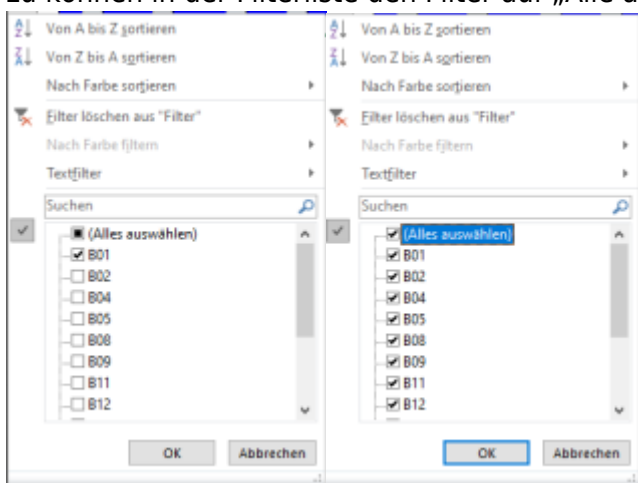 zu können in der Filterliste den Filter auf „Alle a
Von A bis Z sortieren
Von Z bis A sortieren
Nach Farbe sortieren
Filter löschen aus "Filter"
Nach Farbe filtern
Textfilter
Suchen
(Alles auswählen)
B01
B02
B04
B05
B08
B09
B11
B12
OK Abbrechen
Von A bis Z sortieren
Von Z bis A sortieren
Nach Farbe sortieren
Filter löschen aus "Filter"
Nach Farbe filtern
Textfilter
Suchen
(Alles auswählen)
B01
B02
B04
B05
B08
B09
B11
B12
OK Abbrechen